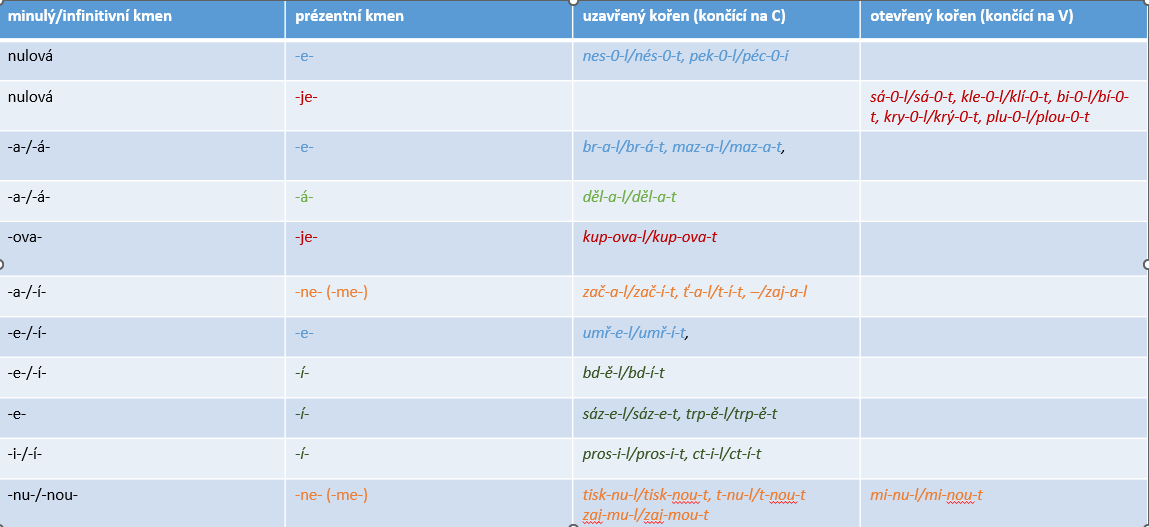 minulý/infinitivní kmen prézentní kmen uzavřený kořen (končící na C) otevřený kořen (končící na V)
nulová -e- nes-0-l/nés-0-t, pek-0-l/péc-0-i
nulová -je- sá-0-l/sá-0-t, kle-0-l/klí-0-t, bi-0-l/bí-0-
t, kry-0-l/krý-0-t, plu-0-l/plou-0-t
-a-/-á- -e- br-a-l/br-á-t, maz-a-l/maz-a-t,
-a-/-á- -á- děl-a-l/děl-a-t
-ova- -je- kup-ova-l/kup-ova-t
-a-/-í- -ne- (-me-) zač-a-l/zač-í-t, ť-a-l/t-í-t, –/zaj-a-l
-e-/-í- -e- umř-e-l/umř-í-t,
-e-/-í- -í- bd-ě-l/bd-í-t
-e- -í- sáz-e-l/sáz-e-t, trp-ě-l/trp-ě-t
-i-/-í- -í- pros-i-l/pros-i-t, ct-i-l/ct-í-t
-nu-/-nou- -ne- (-me-) tisk-nu-l/tisk-nou-t, t-nu-l/t-nou-t mi-nu-l/mi-nou-t
zaj-mu-l/zaj-mou-t